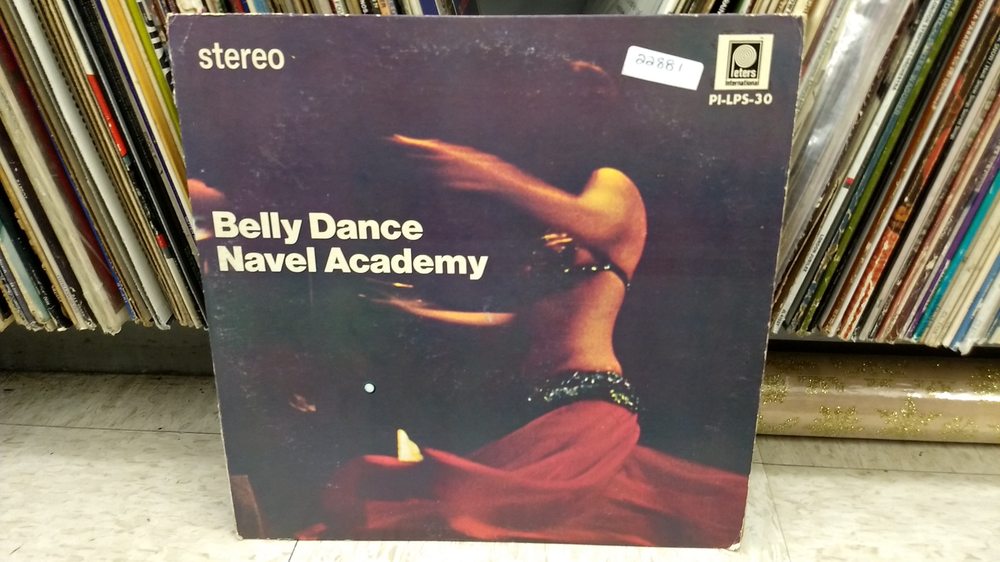 stereo
22881
Peters
International
PI-LPS-30
Belly Dance
Navel Academy